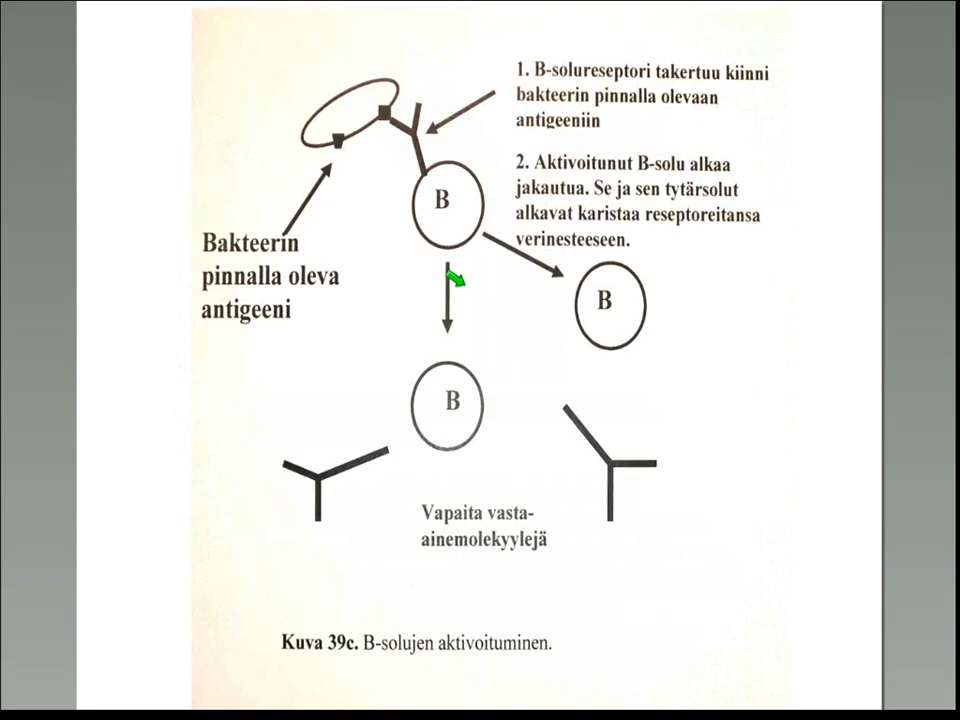 1. B-solureseptori takertuu kiinni
bakteerin pinnalla olevaan
antigeeniin
2. Aktivoitunut B-solu alkaa
jakautua. Se ja sen tytärsolut
alkavat karistaa reseptoreitansa
verinesteeseen.
B
Bakteerin
pinnalla oleva
antigeeni
B
B
Vapaita vasta-
ainemolekyylejä
Kuva 39c. B-solujen aktivoituminen.